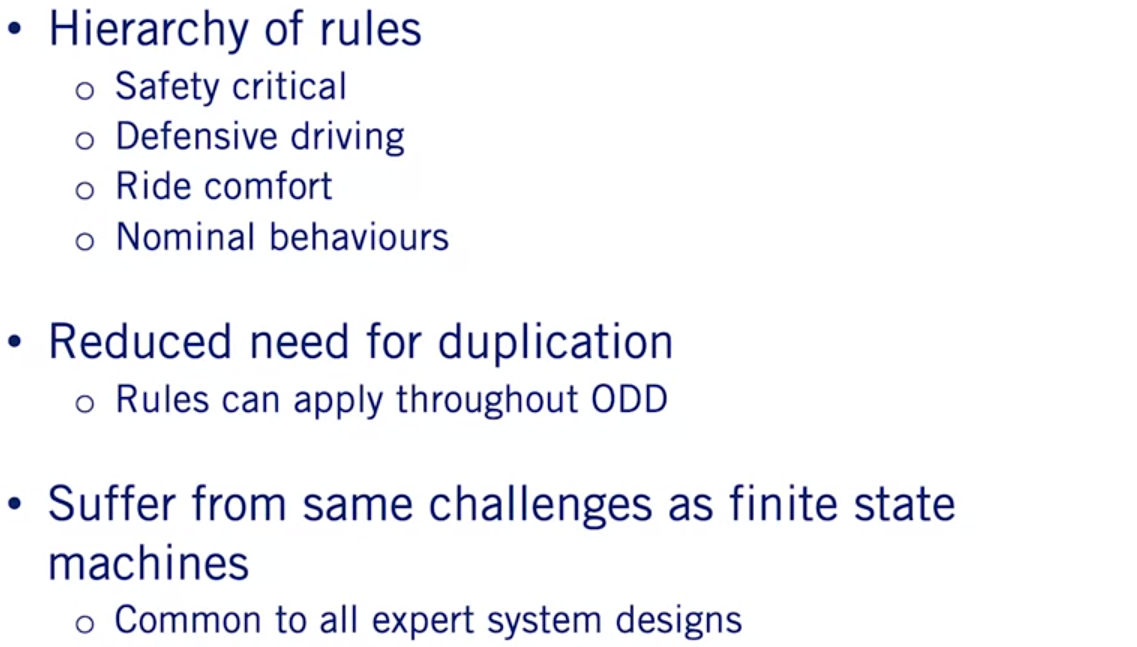 • Hierarchy of rules
o Safety critical
o Defensive driving
o Ride comfort
o Nominal behaviours
• Reduced need for duplication
o Rules can apply throughout ODD
• Suffer from same challenges as finite state
machines
o Common to all expert system designs